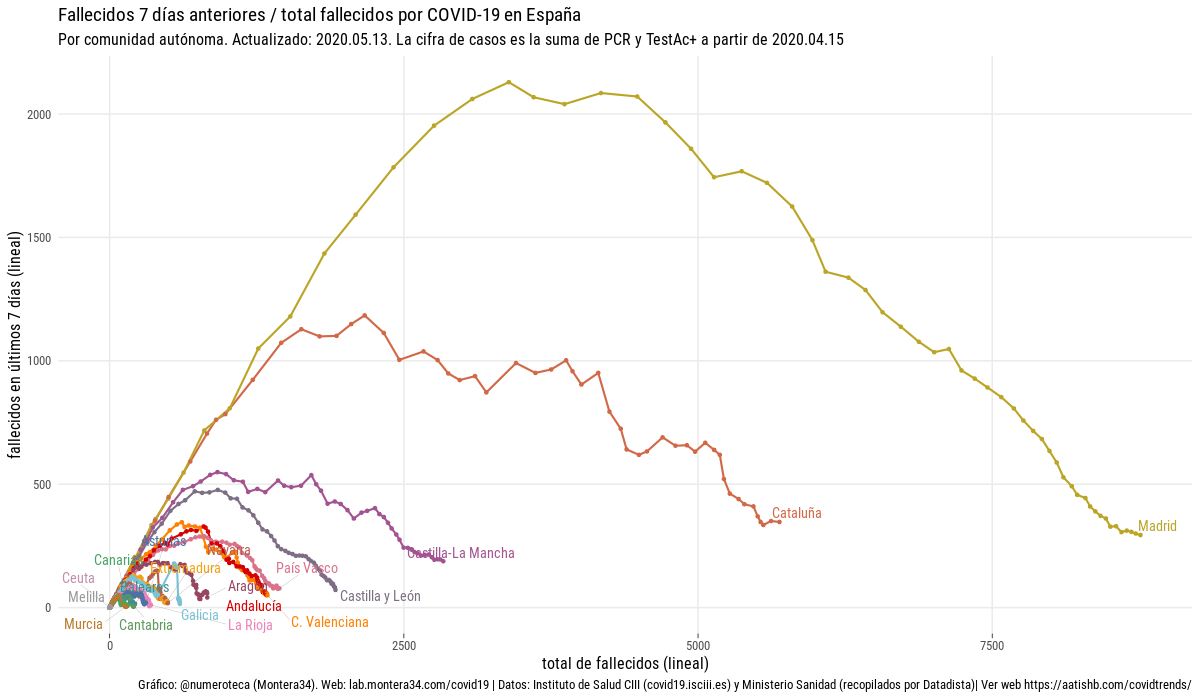 Fallecidos 7 días anteriores / total fallecidos por COVID-19 en España
Por comunidad autónoma. Actualizado: 2020.05.13. La cifra de casos es la suma de PCR y TestAc+ a partir de 2020.04.15
fallecidos en últimos 7 días (lineal)
2000
1500
1000
500
0
Madrid
Cataluña
Castilla-La Mancha
Asturias
Navarra
Canarias
Extremadura
País Vasco
Ceuta
Baleares
Aragón
Melilla
Castilla y León
Andalucía
Galicia
Murcia
Cantabria
La Rioja
C. Valenciana
0
2500
5000
7500
total de fallecidos (lineal)
Gráfico: @numeroteca (Montera34). Web: lab.montera34.com/covid19 | Datos: Instituto de Salud CIII (covid19.isciii.es) y Ministerio Sanidad (recopilados por Datadista)| Ver web https://aatishb.com/covidtrends/